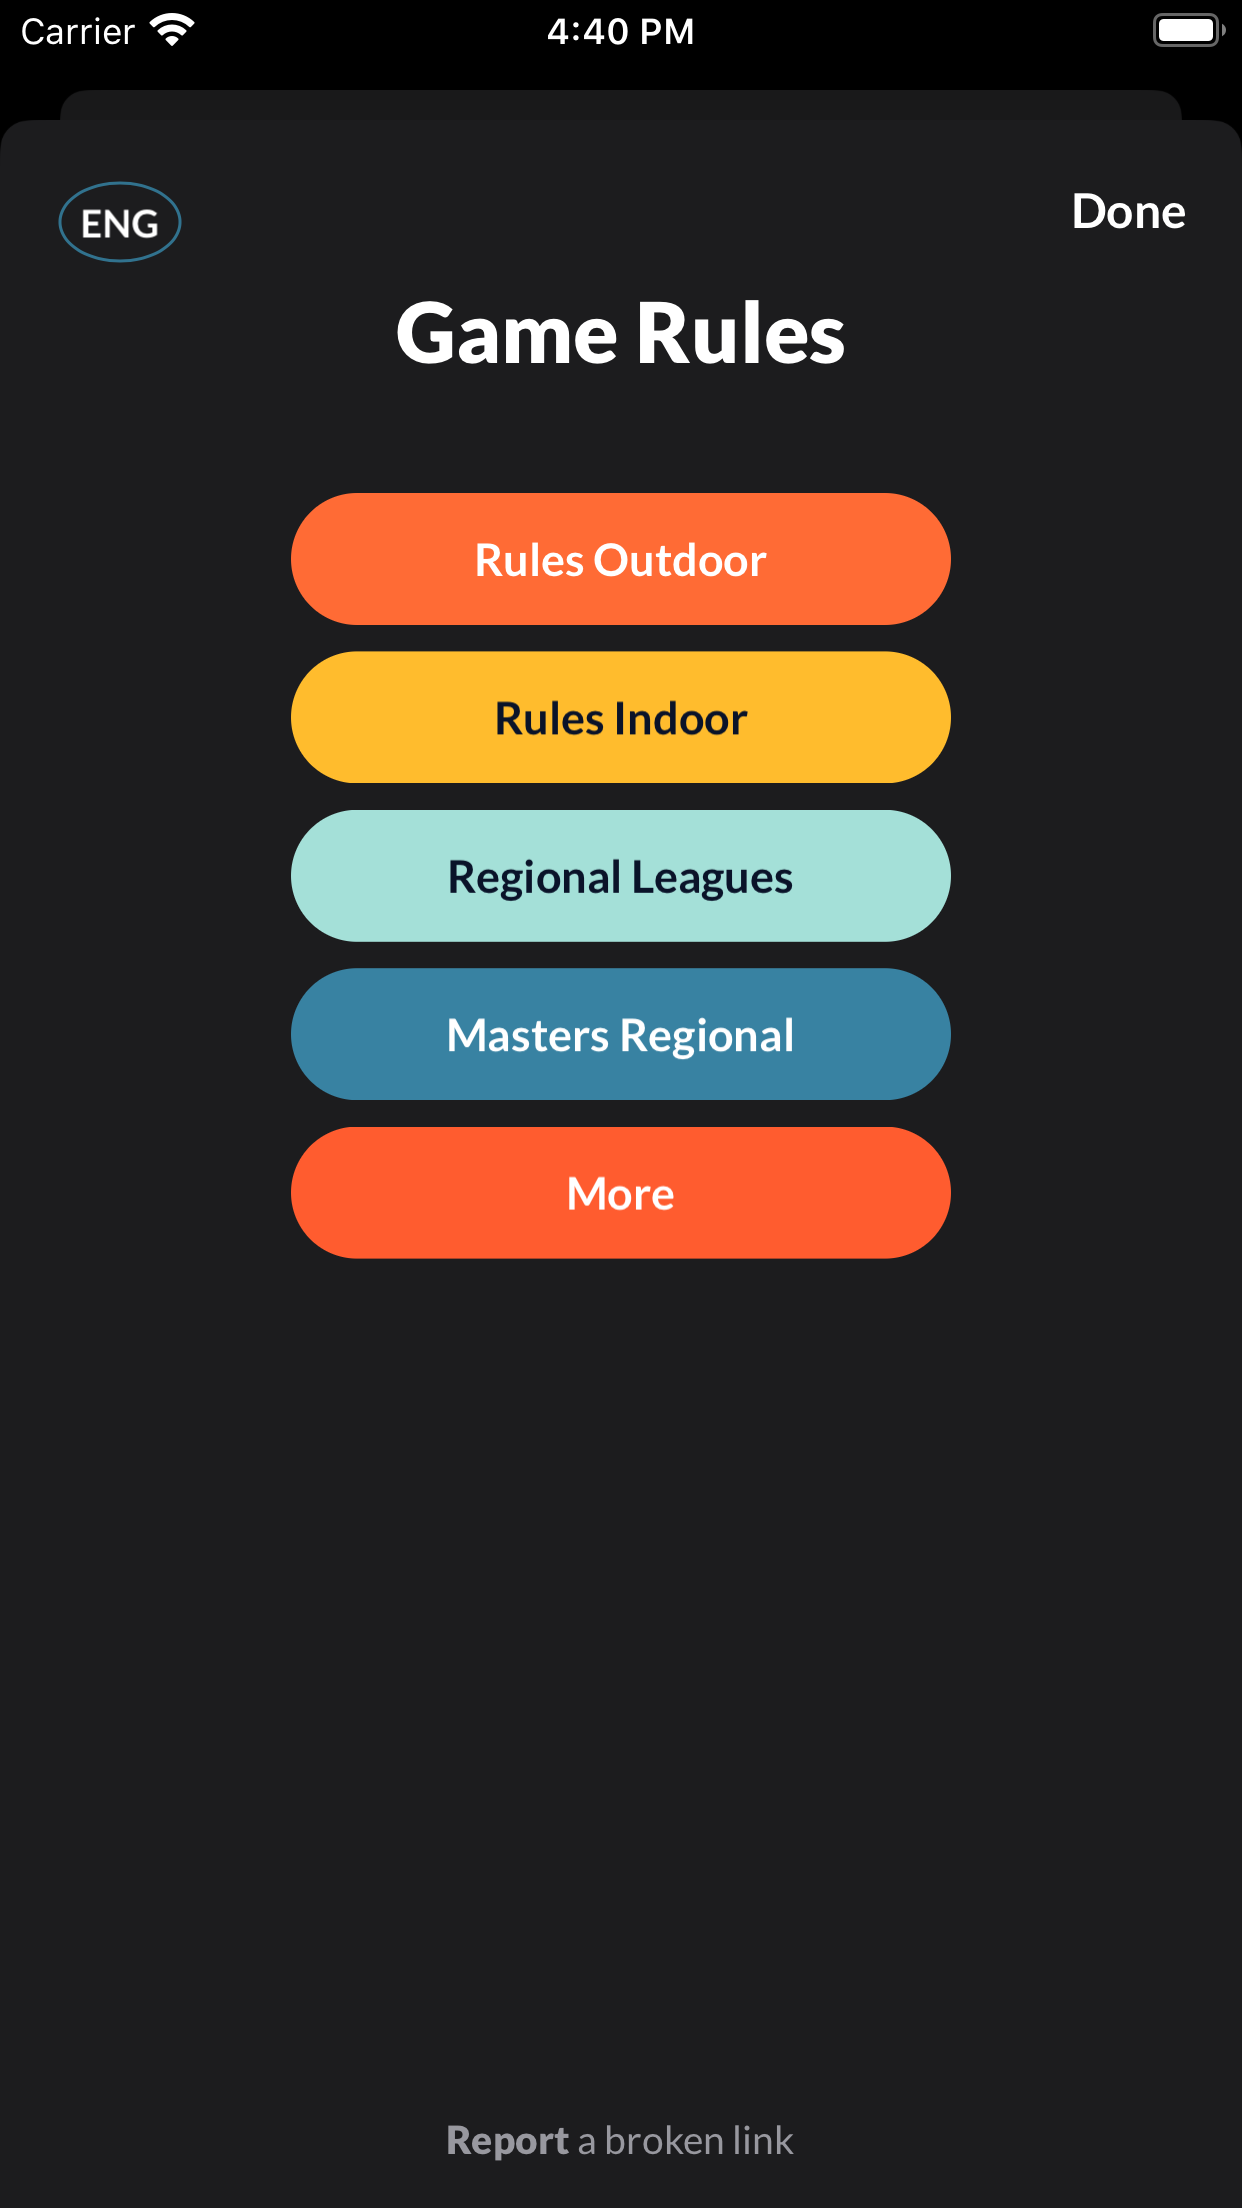 Carrier 4:40 PM
ENG
Done
Game Rules
Rules Outdoor
Rules Indoor
Regional Leagues
Masters Regional
More
Report a broken link